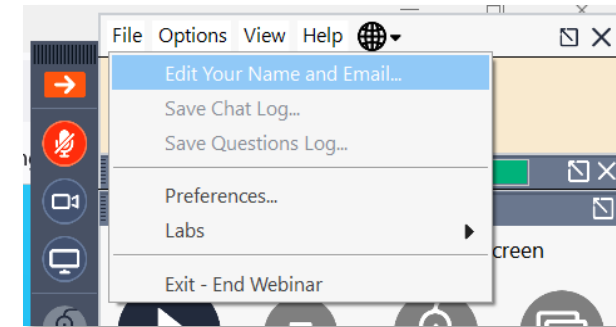 File Options View Help
Edit Your Name and Email...
Save Chat Log...
Save Questions Log...
Preferences...
Labs
creen
Exit - End Webinar